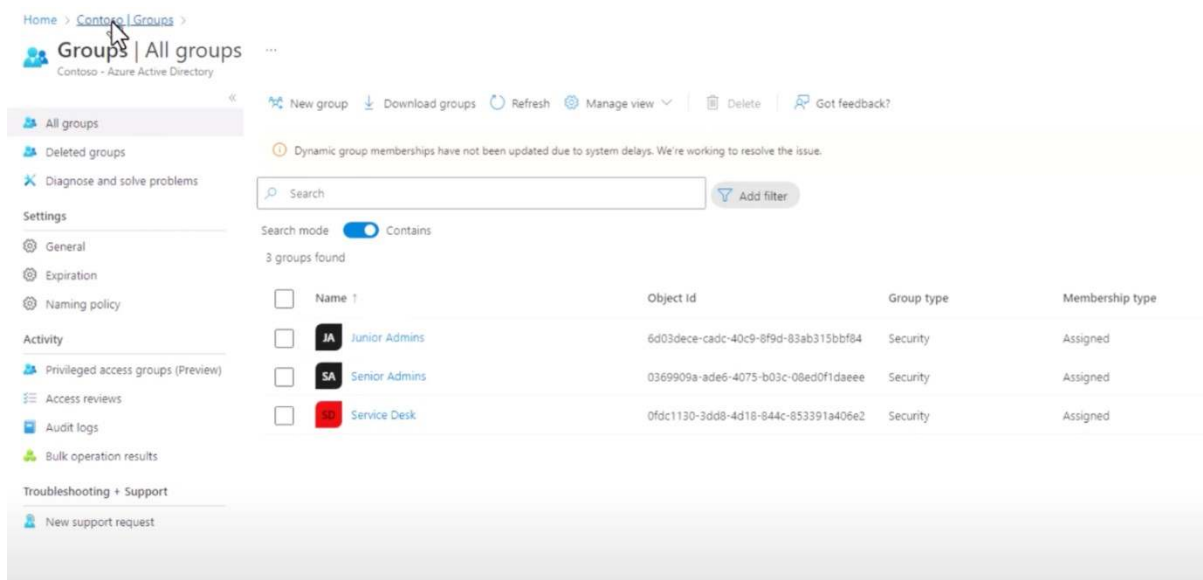 Home > Contoso | Groups >
Groups | All groups ...
Contoso - Azure Active Directory
«
All groups
Deleted groups
Diagnose and solve problems
Settings
General
Expiration
Naming policy
Activity
Privileged access groups (Preview)
Access reviews
Audit logs
Bulk operation results
Troubleshooting + Support
New support request
New group Download groups Refresh Manage view Delete Got feedback?
Dynamic group memberships have not been updated due to system delays. We're working to resolve the issue.
Search Add filter
Search mode Contains
3 groups found
Name ↑ Object Id Group type Membership type
JA Junior Admins 6d03dece-cadc-40c9-8f9d-83ab315bbf84 Security Assigned
SA Senior Admins 0369909a-ade6-4075-b03c-08ed0f1daeee Security Assigned
SD Service Desk 0fdc1130-3dd8-4d18-844c-853391a406e2 Security Assigned